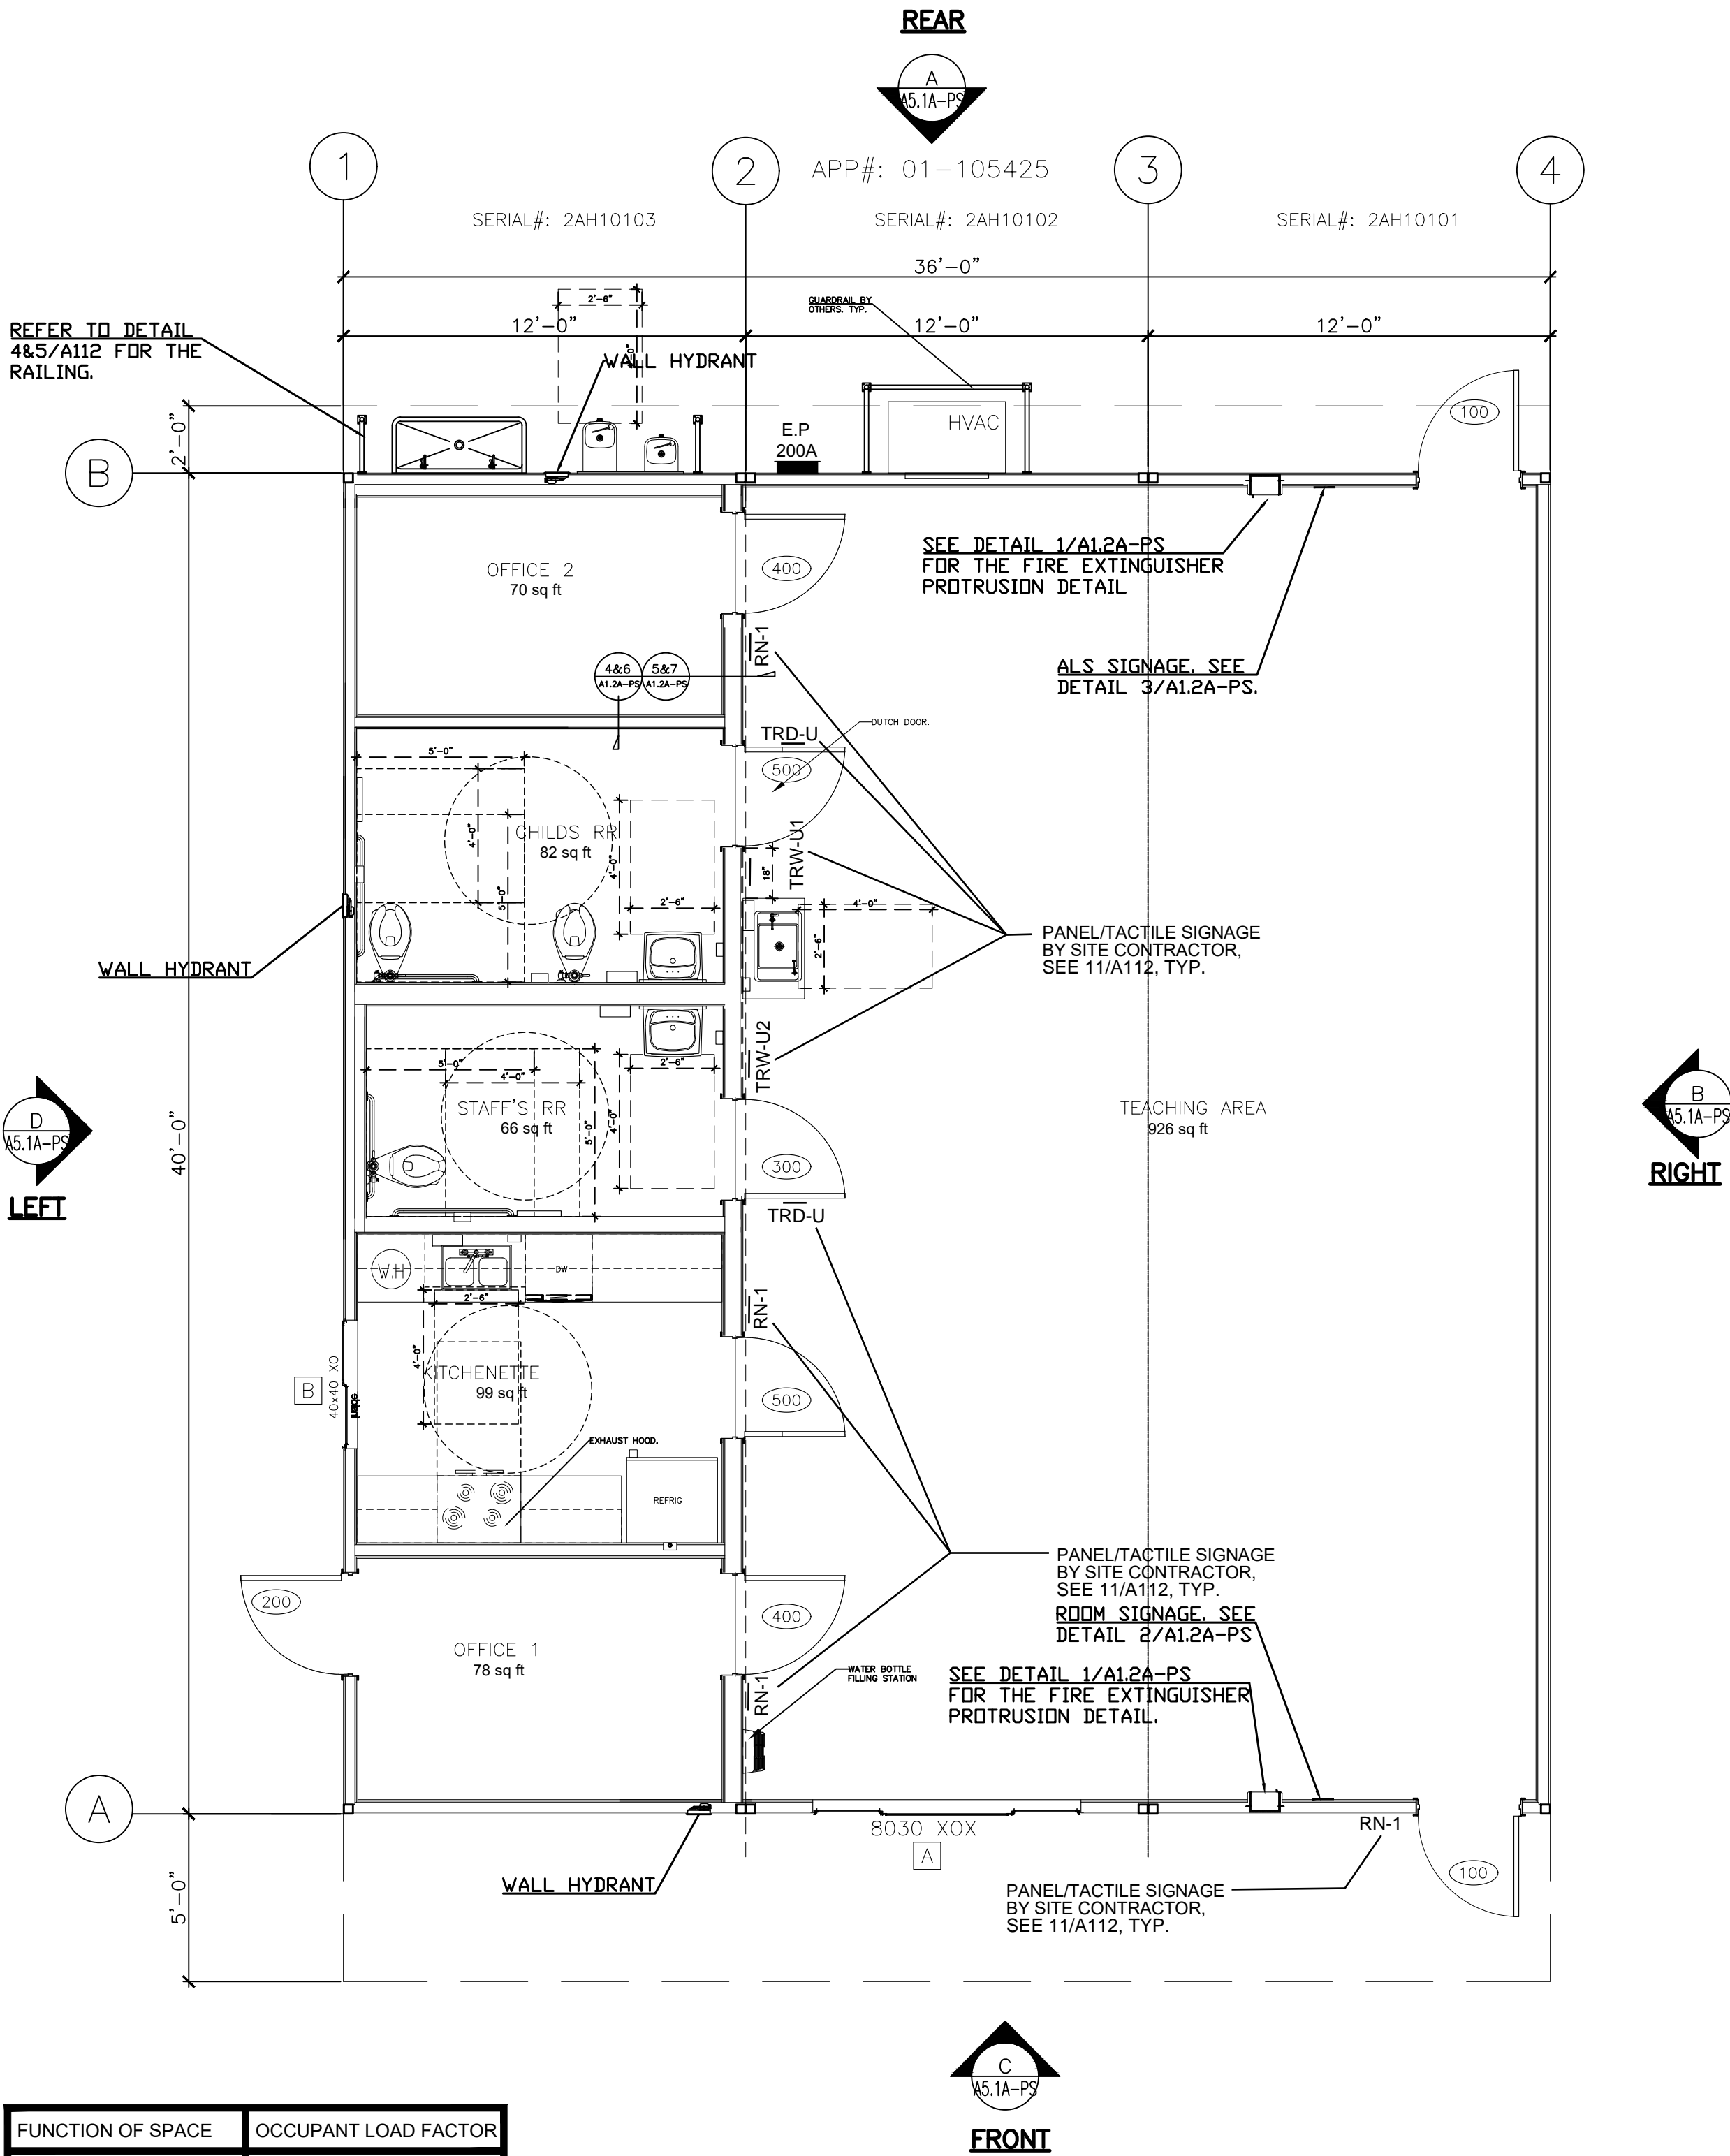 REAR
A
A5.1A-PS
1
2
APP#: 01-105425
3
4
SERIAL#: 2AH10103
SERIAL#: 2AH10102
SERIAL#: 2AH10101
36'-0"
12'-0"
12'-0"
12'-0"
2'-6"
GUARDRAIL BY
OTHERS. TYP.
REFER TO DETAIL
4&5/A112 FOR THE
RAILING.
WALL HYDRANT
2'-0"
B
E.P
200A
HVAC
100
OFFICE 2
70 sq ft
400
SEE DETAIL 1/A1.2A-PS
FOR THE FIRE EXTINGUISHER
PROTRUSION DETAIL
RN-1
ALS SIGNAGE. SEE
DETAIL 3/A1.2A-PS.
4&6
A1.2A-PS
5&7
A1.2A-PS
TRD-U
DUTCH DOOR.
500
5'-0"
4'-0"
CHILDS RR
82 sq ft
4'-0"
5'-0"
2'-6"
TRW-U1
18"
4'-0"
2'-6"
PANEL/TACTILE SIGNAGE
BY SITE CONTRACTOR,
SEE 11/A112, TYP.
WALL HYDRANT
TRW-U2
5'-0"
4'-0"
2'-6"
STAFF'S RR
66 sq ft
4'-0"
5'-0"
300
TRD-U
TEACHING AREA
926 sq ft
40'-0"
D
A5.1A-PS
LEFT
B
A5.1A-PS
RIGHT
W.H
DW
2'-6"
4'-0"
RN-1
KITCHENETTE
99 sq ft
B
40x40 XO
500
EXHAUST HOOD.
REFRIG
PANEL/TACTILE SIGNAGE
BY SITE CONTRACTOR,
SEE 11/A112, TYP.
200
400
ROOM SIGNAGE. SEE
DETAIL 2/A1.2A-PS
OFFICE 1
78 sq ft
RN-1
WATER BOTTLE
FILLING STATION
SEE DETAIL 1/A1.2A-PS
FOR THE FIRE EXTINGUISHER
PROTRUSION DETAIL.
A
8030 XOX
A
RN-1
100
WALL HYDRANT
5'-0"
PANEL/TACTILE SIGNAGE
BY SITE CONTRACTOR,
SEE 11/A112, TYP.
C
A5.1A-PS
FRONT
FUNCTION OF SPACE
OCCUPANT LOAD FACTOR